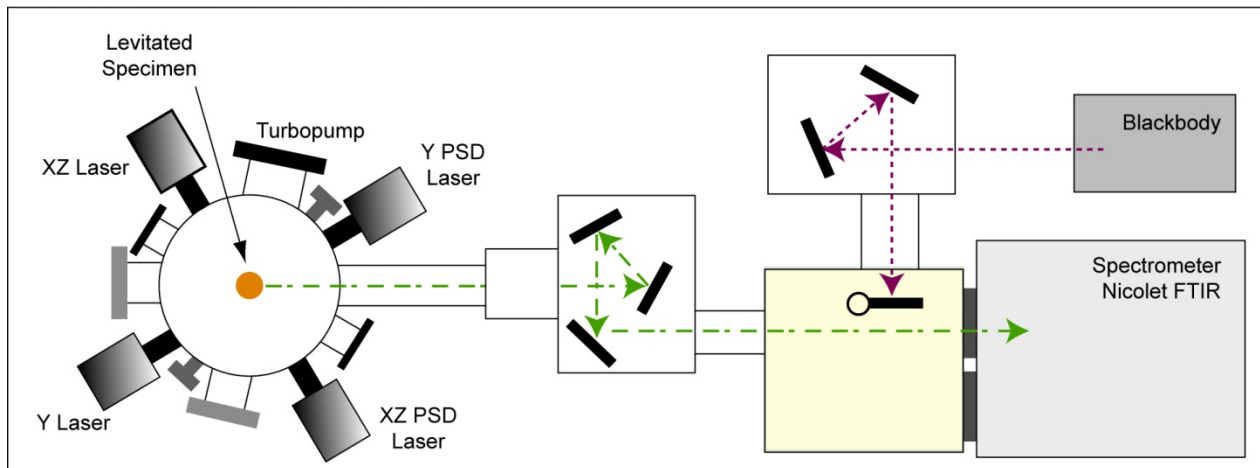 Levitated
Specimen
Turbopump
XZ Laser
Y PSD
Laser
Blackbody
Spectrometer
Nicolet FTIR
Y Laser
XZ PSD
Laser